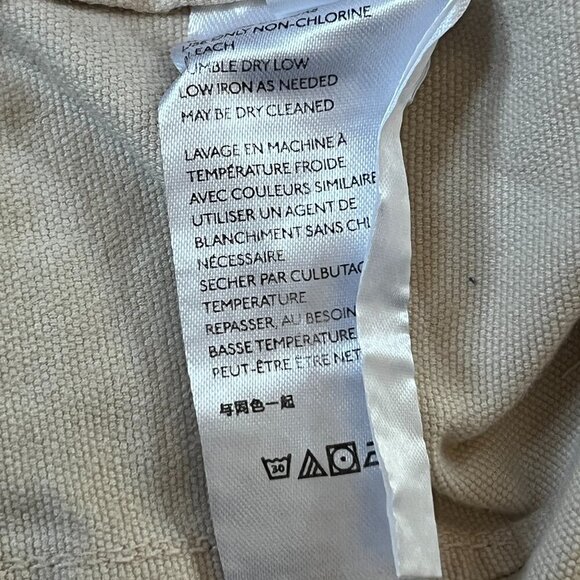 ONLY NON-CHLORINE
BLEACH
TUMBLE DRY LOW
LOW IRON AS NEEDED
MAY BE DRY CLEANED
LAVAGE EN MACHINE À
TEMPÉRATURE FROIDE
AVEC COULEURS SIMILAIRE
UTILISER UN AGENT DE
BLANCHIMENT SANS CHL
NÉCESSAIRE
SECHER PAR CULBUTAG
TEMPERATURE
REPASSER, AU BESOIN
BASSE TEMPERATURE
PEUT-ÊTRE ÊTRE NET
与同色一起
30